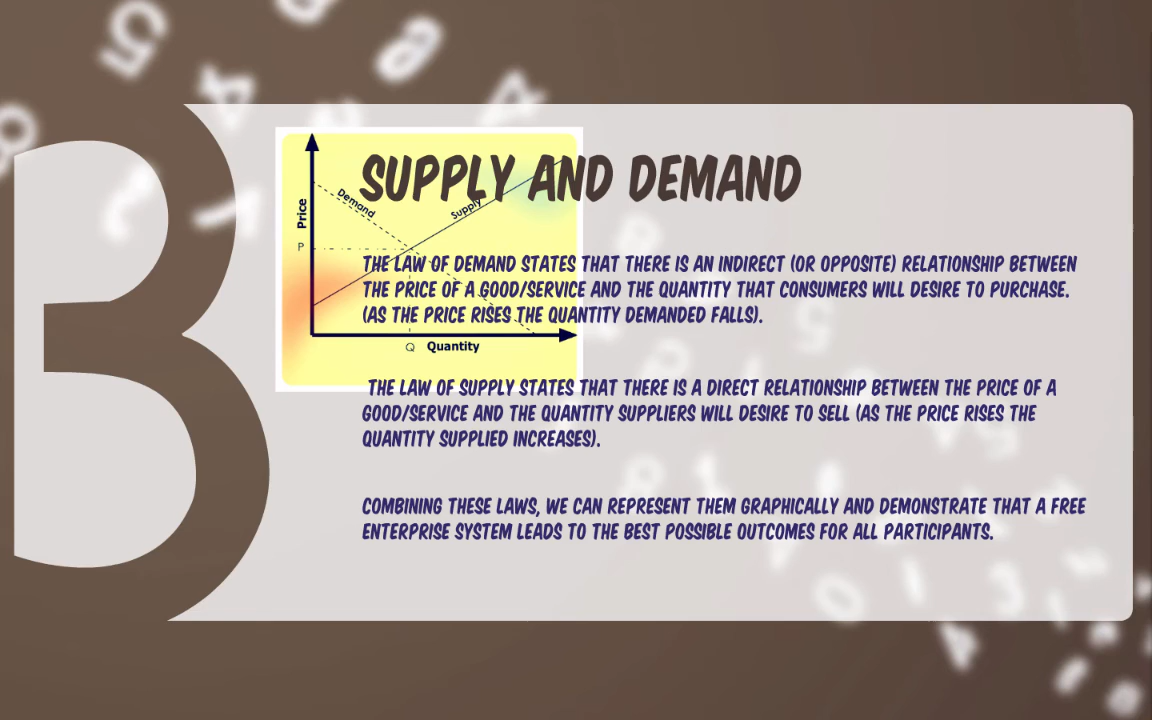 3
SUPPLY AND DEMAND
Price
Demand
Supply
P
Q
Quantity
THE LAW OF DEMAND STATES THAT THERE IS AN INDIRECT (OR OPPOSITE) RELATIONSHIP BETWEEN
THE PRICE OF A GOOD/SERVICE AND THE QUANTITY THAT CONSUMERS WILL DESIRE TO PURCHASE.
(AS THE PRICE RISES THE QUANTITY DEMANDED FALLS).
THE LAW OF SUPPLY STATES THAT THERE IS A DIRECT RELATIONSHIP BETWEEN THE PRICE OF A
GOOD/SERVICE AND THE QUANTITY SUPPLIERS WILL DESIRE TO SELL (AS THE PRICE RISES THE
QUANTITY SUPPLIED INCREASES).
COMBINING THESE LAWS, WE CAN REPRESENT THEM GRAPHICALLY AND DEMONSTRATE THAT A FREE
ENTERPRISE SYSTEM LEADS TO THE BEST POSSIBLE OUTCOMES FOR ALL PARTICIPANTS.